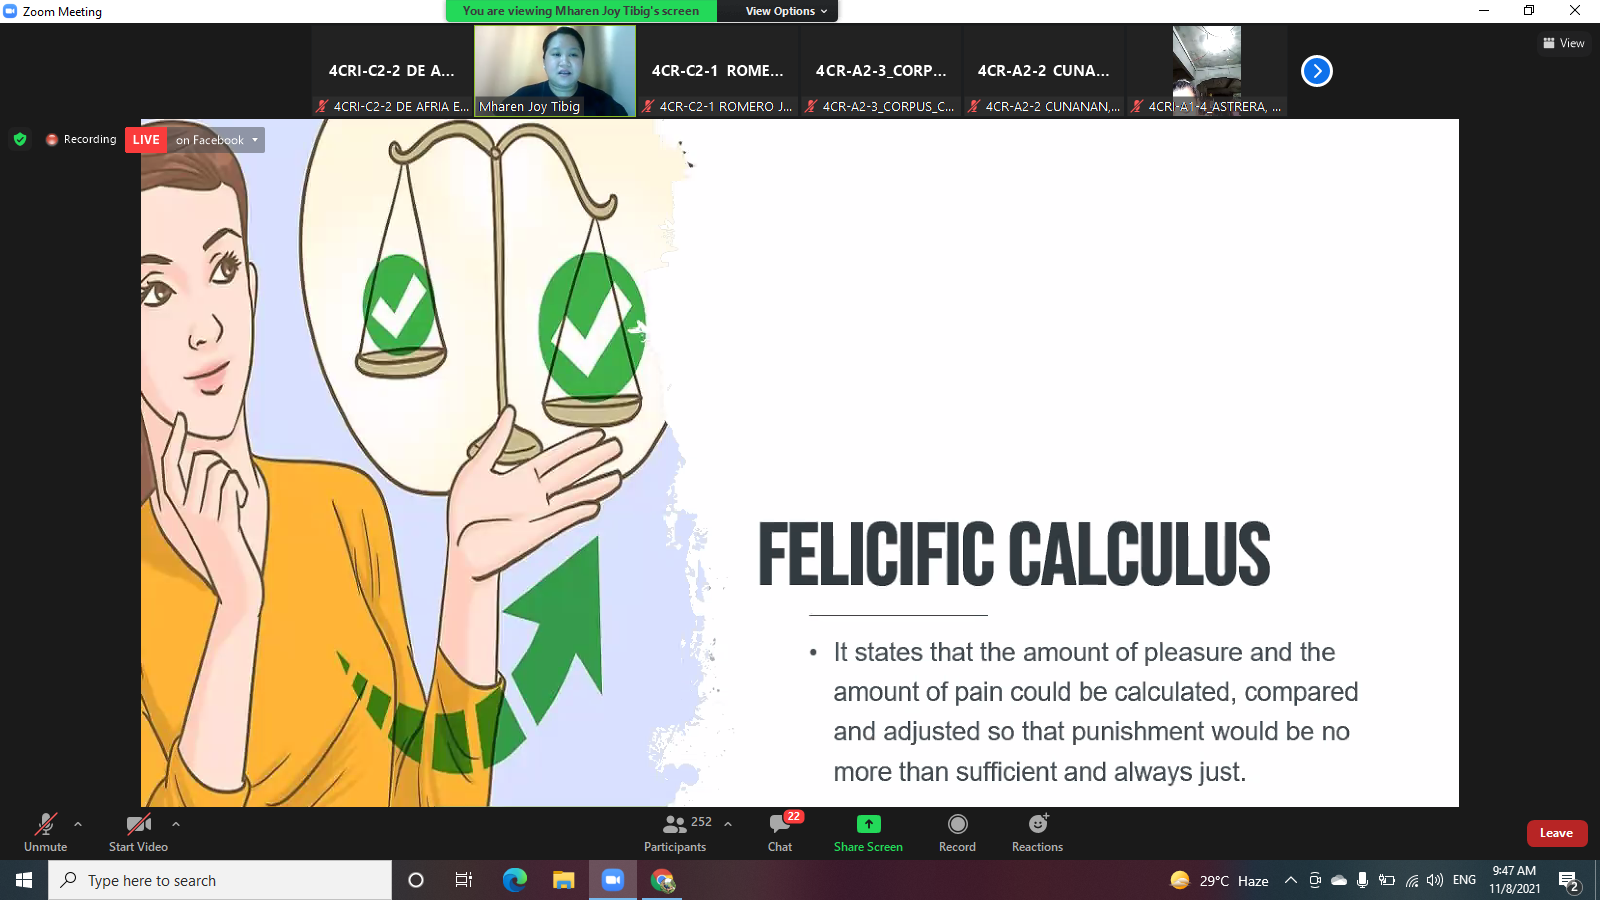 Zoom Meeting
You are viewing Mharen Joy Tibig's screen
View Options
4CRI-C2-2 DE A...
4CR-C2-1 ROME...
4CR-A2-3_CORP...
4CR-A2-2 CUNA...
View
4CRI-C2-2 DE AFRIA E...
Mharen Joy Tibig
4CR-C2-1 ROMERO J...
4CR-A2-3_CORPUS_C...
4CR-A2-2 CUNANAN,...
4CRI-A1-4_ASTRERA, ...
Recording
LIVE
on Facebook
FELICIFIC CALCULUS
• It states that the amount of pleasure and the
amount of pain could be calculated, compared
and adjusted so that punishment would be no
more than sufficient and always just.
Unmute
Start Video
252
Participants
22
Chat
Share Screen
Record
Reactions
Leave
Type here to search
29°C Haze
ENG
9:47 AM
11/8/2021
2